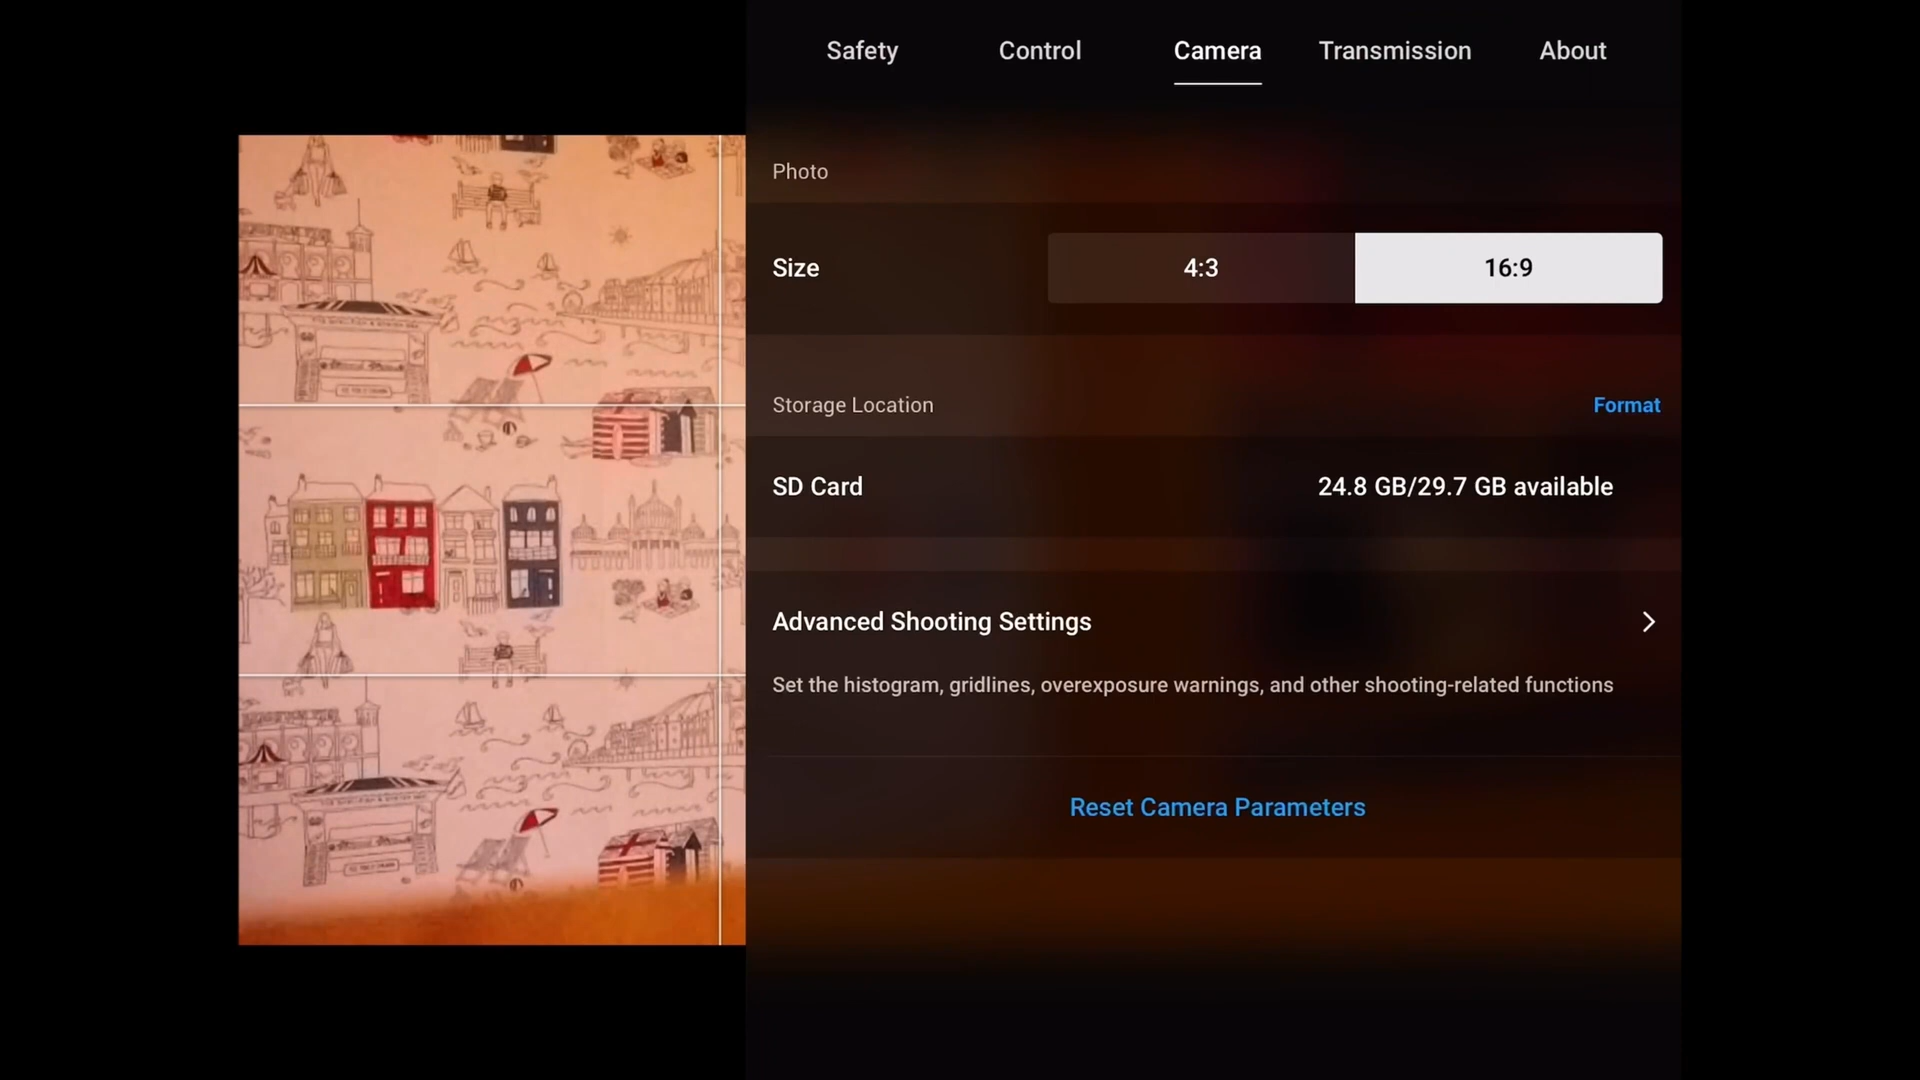 Safety Control Camera Transmission About
Photo
Size 4:3 16:9
Storage Location Format
SD Card 24.8 GB/29.7 GB available
Advanced Shooting Settings
Set the histogram, gridlines, overexposure warnings, and other shooting-related functions
Reset Camera Parameters